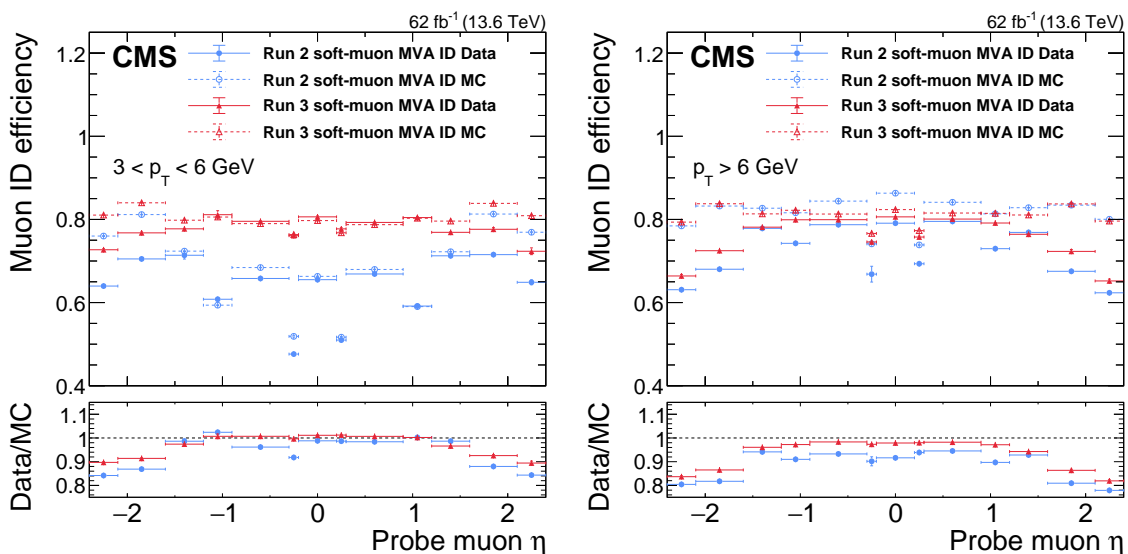 62 fb⁻¹ (13.6 TeV)
CMS
Run 2 soft-muon MVA ID Data
Run 2 soft-muon MVA ID MC
Run 3 soft-muon MVA ID Data
Run 3 soft-muon MVA ID MC
3 < p_T < 6 GeV
Muon ID efficiency
1.2
1
0.8
0.6
0.4
Data/MC
1.1
1
0.9
0.8
−2 −1 0 1 2
Probe muon η
62 fb⁻¹ (13.6 TeV)
CMS
Run 2 soft-muon MVA ID Data
Run 2 soft-muon MVA ID MC
Run 3 soft-muon MVA ID Data
Run 3 soft-muon MVA ID MC
p_T > 6 GeV
Muon ID efficiency
1.2
1
0.8
0.6
0.4
Data/MC
1.1
1
0.9
0.8
−2 −1 0 1 2
Probe muon η